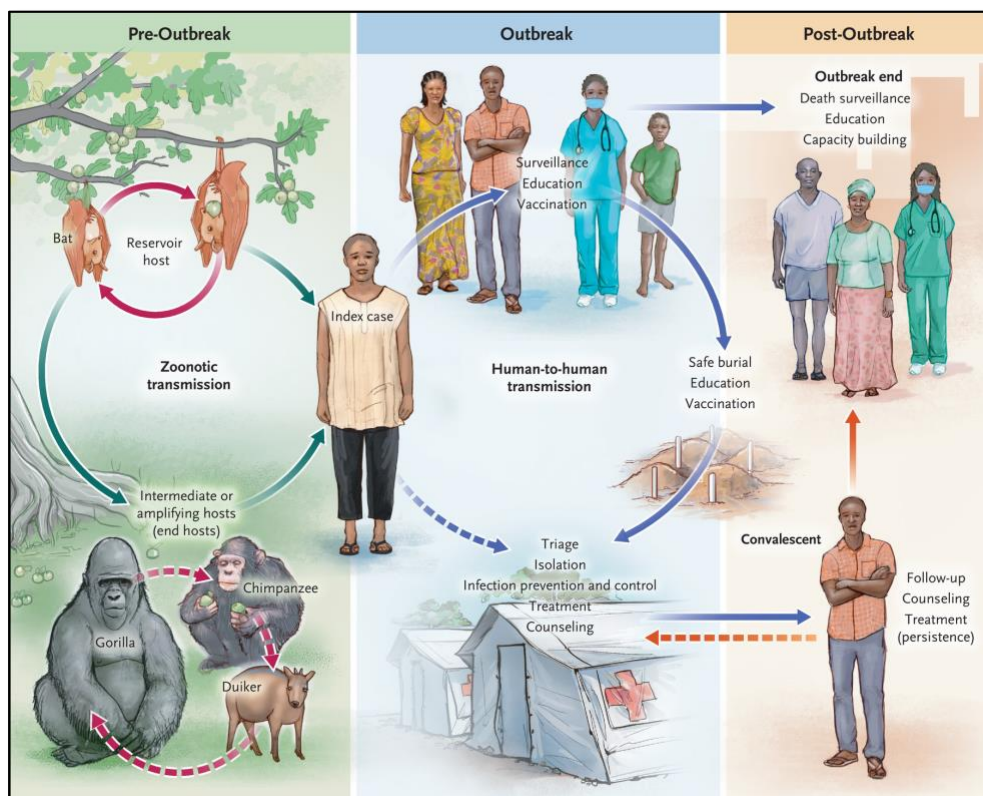 Pre-Outbreak
Outbreak
Post-Outbreak
Bat
Reservoir
host
Index case
Zoonotic
transmission
Intermediate or
amplifying hosts
(end hosts)
Gorilla
Chimpanzee
Duiker
Surveillance
Education
Vaccination
Human-to-human
transmission
Safe burial
Education
Vaccination
Triage
Isolation
Infection prevention and control
Treatment
Counseling
Outbreak end
Death surveillance
Education
Capacity building
Convalescent
Follow-up
Counseling
Treatment
(persistence)